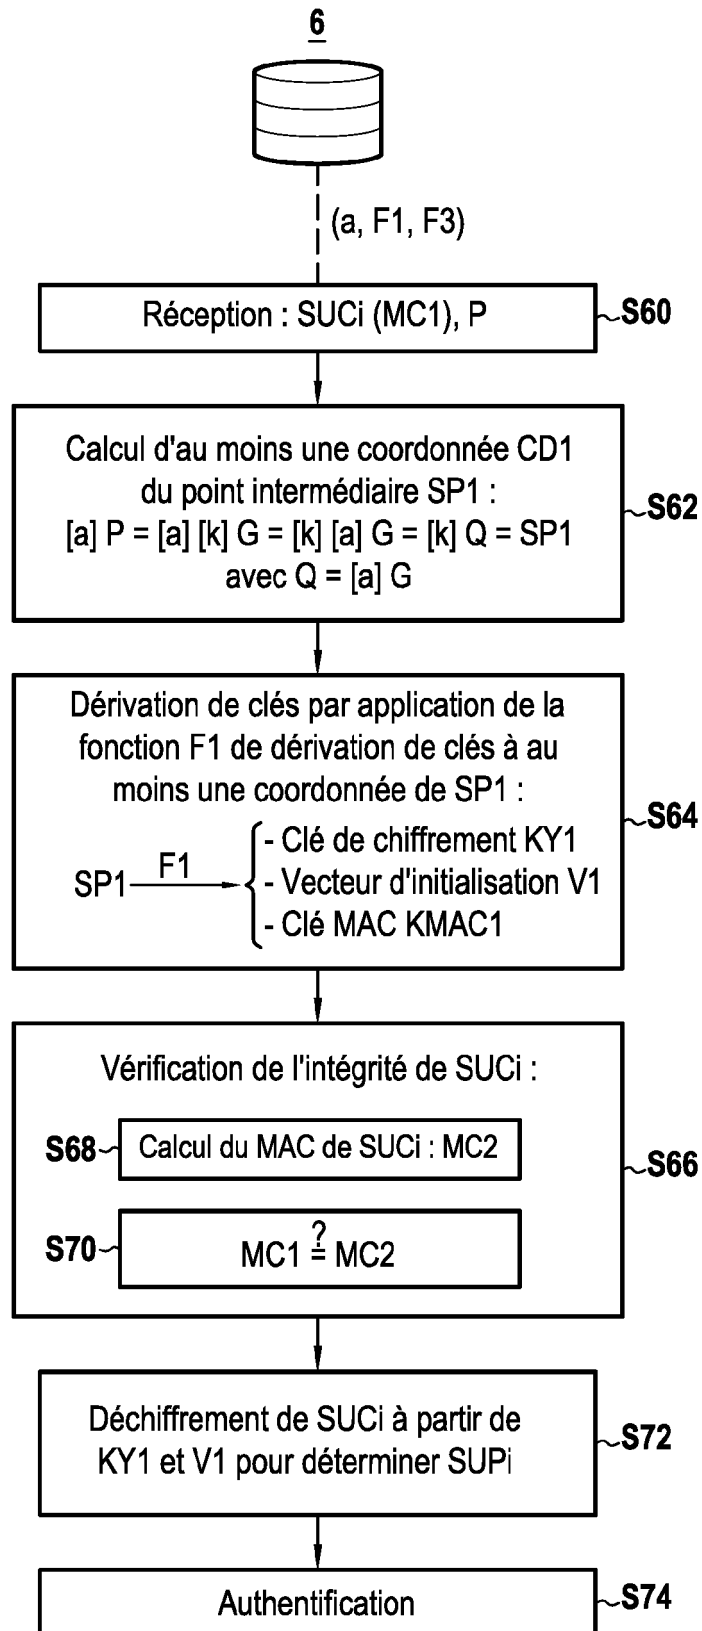 6
(a, F1, F3)
Réception : SUCi (MC1), P
S60
Calcul d'au moins une coordonnée CD1
du point intermédiaire SP1 :
[a] P = [a] [k] G = [k] [a] G = [k] Q = SP1
avec Q = [a] G
S62
Dérivation de clés par application de la
fonction F1 de dérivation de clés à au
moins une coordonnée de SP1 :
SP1 F1
- Clé de chiffrement KY1
- Vecteur d'initialisation V1
- Clé MAC KMAC1
S64
Vérification de l'intégrité de SUCi :
S68 Calcul du MAC de SUCi : MC2
S66
S70 MC1 ≟ MC2
Déchiffrement de SUCi à partir de
KY1 et V1 pour déterminer SUPi
S72
Authentification
S74